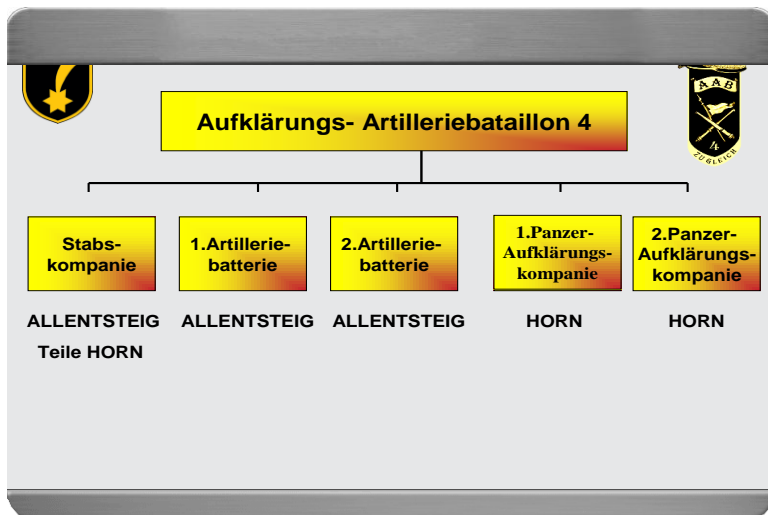 AAB
4
ZUGLEICH
Aufklärungs- Artilleriebataillon 4
Stabs-
kompanie
1.Artillerie-
batterie
2.Artillerie-
batterie
1.Panzer-
Aufklärungs-
kompanie
2.Panzer-
Aufklärungs-
kompanie
ALLENTSTEIG
Teile HORN
ALLENTSTEIG
ALLENTSTEIG
HORN
HORN